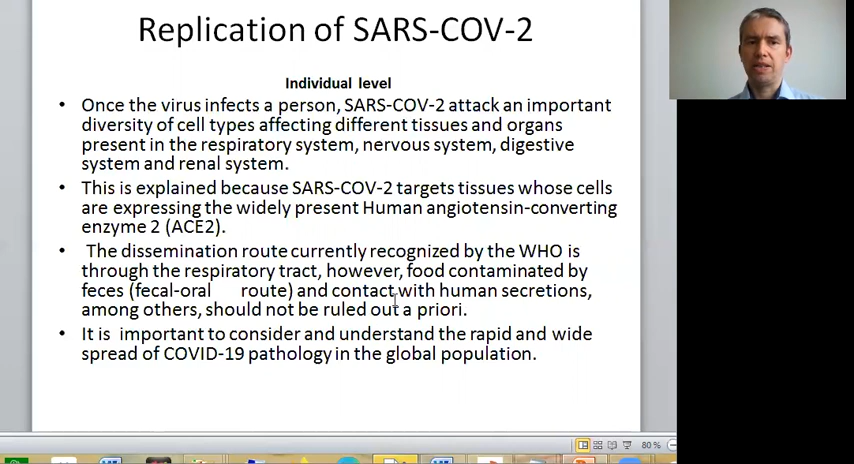 Replication of SARS-COV-2
Individual level
• Once the virus infects a person, SARS-COV-2 attack an important
diversity of cell types affecting different tissues and organs
present in the respiratory system, nervous system, digestive
system and renal system.
• This is explained because SARS-COV-2 targets tissues whose cells
are expressing the widely present Human angiotensin-converting
enzyme 2 (ACE2).
• The dissemination route currently recognized by the WHO is
through the respiratory tract, however, food contaminated by
feces (fecal-oral route) and contact with human secretions,
among others, should not be ruled out a priori.
• It is important to consider and understand the rapid and wide
spread of COVID-19 pathology in the global population.
80 %